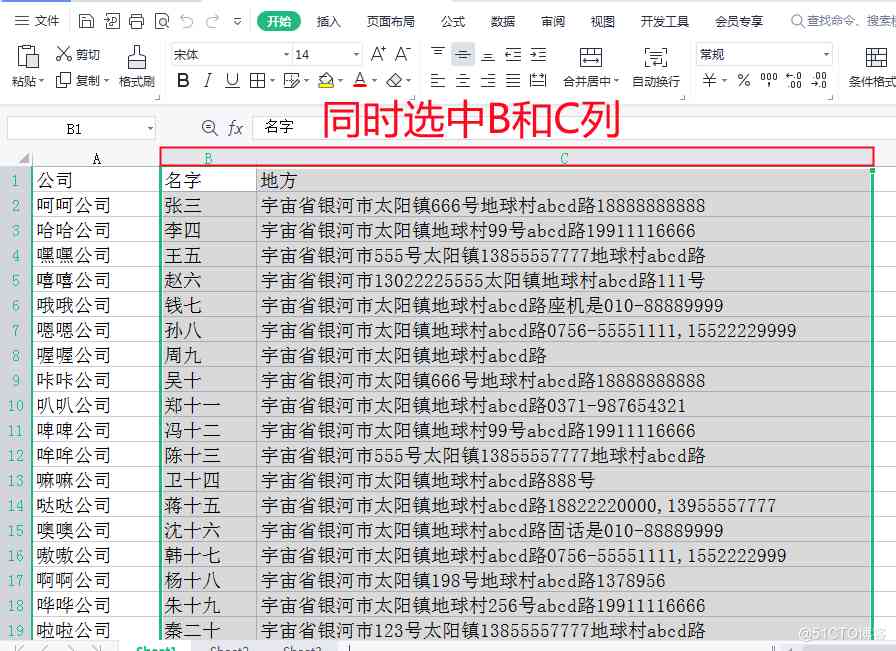 文件 开始 插入 页面布局 公式 数据 审阅 视图 开发工具 会员专享 查找命令、搜索
剪切 宋体 14 A+ A- 常规
粘贴 复制 格式刷 B I U A 合并居中 自动换行 % 条件格式
B1 fx 名字
同时选中B和C列
A B C
1 公司 名字 地方
2 呵呵公司 张三 宇宙省银河市太阳镇666号地球村abcd路18888888888
3 哈哈公司 李四 宇宙省银河市太阳镇地球村99号abcd路19911116666
4 嘿嘿公司 王五 宇宙省银河市555号太阳镇13855557777地球村abcd路
5 嘻嘻公司 赵六 宇宙省银河市13022225555太阳镇地球村abcd路111号
6 哦哦公司 钱七 宇宙省银河市太阳镇地球村abcd路座机是010-88889999
7 嗯嗯公司 孙八 宇宙省银河市太阳镇地球村abcd路0756-55551111,15522229999
8 喔喔公司 周九 宇宙省银河市太阳镇地球村abcd路
9 咔咔公司 吴十 宇宙省银河市太阳镇666号地球村abcd路18888888888
10 叭叭公司 郑十一 宇宙省银河市太阳镇地球村abcd路0371-987654321
11 啤啤公司 冯十二 宇宙省银河市太阳镇地球村99号abcd路19911116666
12 哞哞公司 陈十三 宇宙省银河市555号太阳镇13855557777地球村abcd路
13 嘛嘛公司 卫十四 宇宙省银河市太阳镇地球村abcd路888号
14 哒哒公司 蒋十五 宇宙省银河市太阳镇地球村abcd路18822220000,13955557777
15 噢噢公司 沈十六 宇宙省银河市太阳镇地球村abcd路固话是010-88889999
16 嗷嗷公司 韩十七 宇宙省银河市太阳镇地球村abcd路0756-55551111,1552222999
17 啊啊公司 杨十八 宇宙省银河市太阳镇198号地球村abcd路1378956
18 哗哗公司 朱十九 宇宙省银河市太阳镇地球村256号abcd路19911116666
19 啦啦公司 秦二十 宇宙省银河市123号太阳镇13855557777地球村abcd路
Sheet1 Sheet2 Sheet3
@51CTO博客